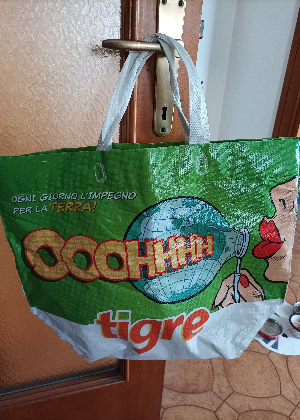 OGNI GIORNO L'IMPEGNO
PER LA TERRA!
OOOHHHH
tigre